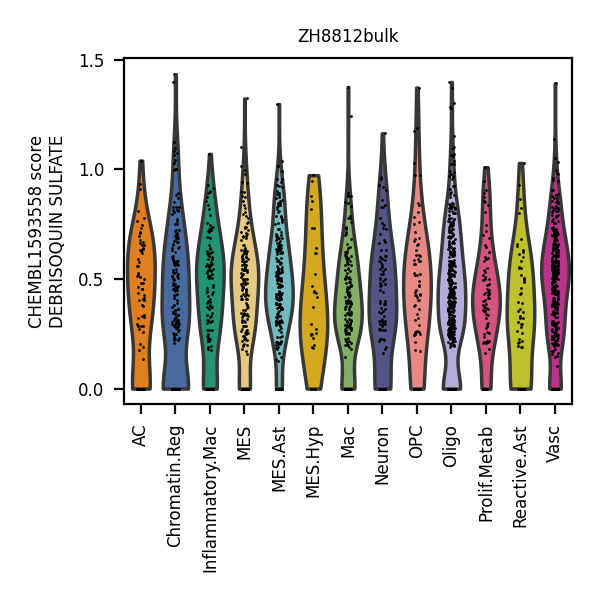 ZH8812bulk
CHEMBL1593558 score
DEBRISOQUIN SULFATE
1.5
1.0
0.5
0.0
AC
Chromatin.Reg
Inflammatory.Mac
MES
MES.Ast
MES.Hyp
Mac
Neuron
OPC
Oligo
Prolif.Metab
Reactive.Ast
Vasc